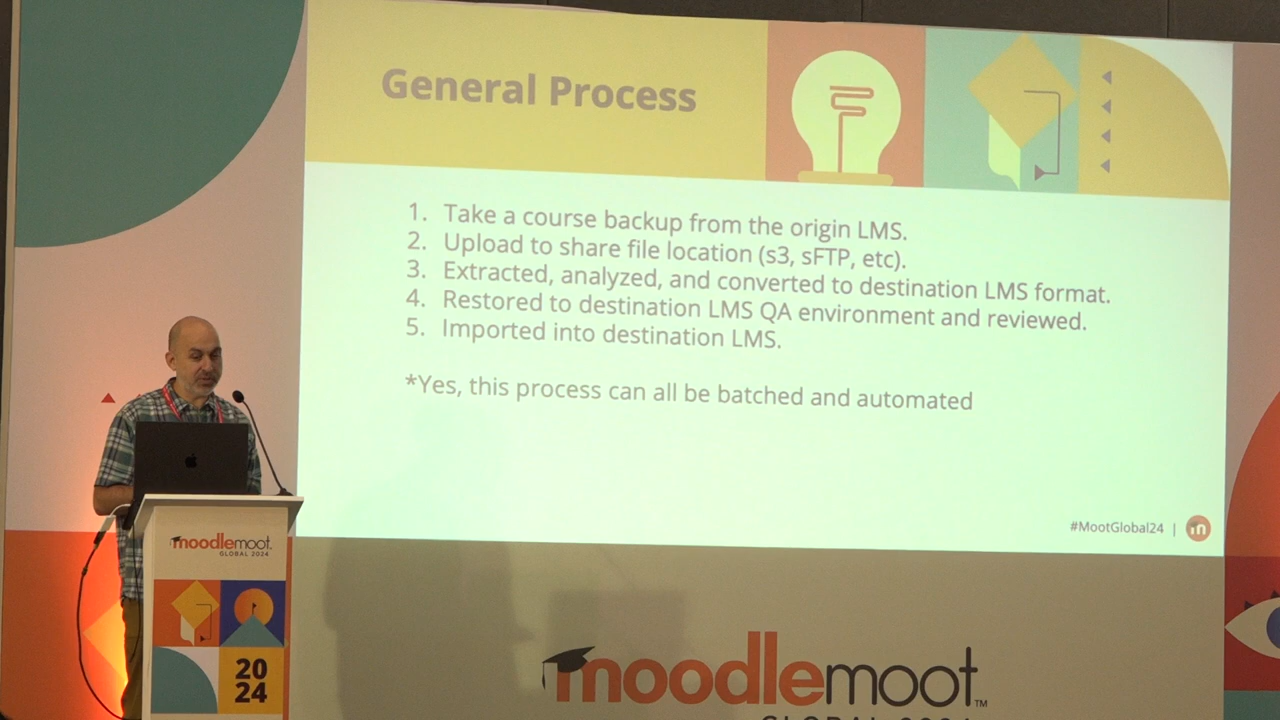 General Process
1. Take a course backup from the origin LMS.
2. Upload to share file location (s3, sFTP, etc).
3. Extracted, analyzed, and converted to destination LMS format.
4. Restored to destination LMS QA environment and reviewed.
5. Imported into destination LMS.
*Yes, this process can all be batched and automated
#MootGlobal24 | m
moodlemoot.
GLOBAL 2024
20
24
moodlemoot™
GLOBAL 2024